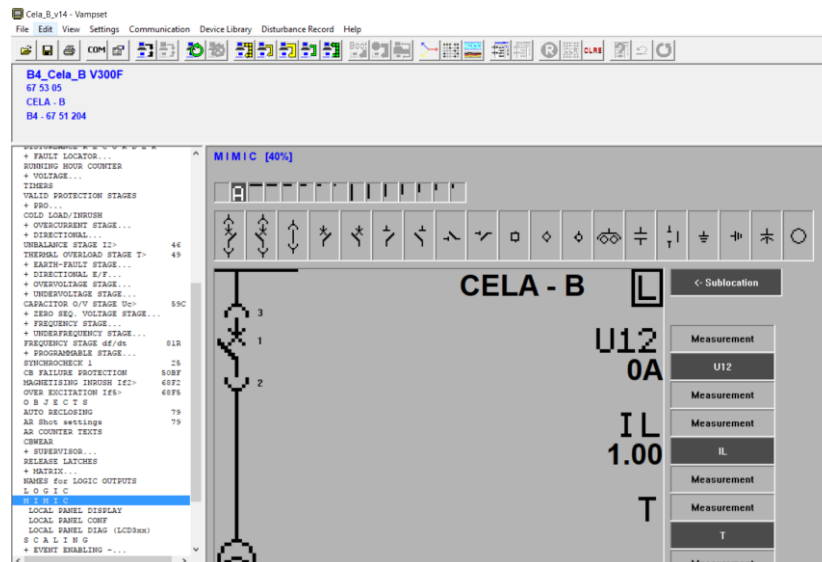 Cela_B_v14 - Vampset
File Edit View Settings Communication Device Library Disturbance Record Help
COM
Boot
R
CLRS
B4_Cela_B V300F
67 53 05
CELA - B
B4 - 67 51 204
DISTURBANCE R E C O R D E R
+ FAULT LOCATOR...
RUNNING HOUR COUNTER
+ VOLTAGE...
TIMERS
VALID PROTECTION STAGES
+ PRO...
COLD LOAD/INRUSH
+ OVERCURRENT STAGE...
+ DIRECTIONAL...
UNBALANCE STAGE I2> 46
THERMAL OVERLOAD STAGE T> 49
+ EARTH-FAULT STAGE...
+ DIRECTIONAL E/F...
+ OVERVOLTAGE STAGE...
+ UNDERVOLTAGE STAGE...
CAPACITOR O/V STAGE Uc> 59C
+ ZERO SEQ. VOLTAGE STAGE...
+ FREQUENCY STAGE...
+ UNDERFREQUENCY STAGE...
FREQUENCY STAGE df/dt 81R
+ PROGRAMMABLE STAGE...
SYNCHROCHECK 1 25
CB FAILURE PROTECTION 50BF
MAGNETISING INRUSH If2> 68F2
OVER EXCITATION If5> 68F5
O B J E C T S
AUTO RECLOSING 79
AR Shot settings 79
AR COUNTER TEXTS
CBWEAR
+ SUPERVISOR...
RELEASE LATCHES
+ MATRIX...
NAMES for LOGIC OUTPUTS
L O G I C
M I M I C
LOCAL PANEL DISPLAY
LOCAL PANEL CONF
LOCAL PANEL DIAG (LCD3xx)
S C A L I N G
+ EVENT ENABLING -...
M I M I C [40%]
A
CELA - B
L
<- Sublocation
3
1
2
U12
0A
IL
1.00
T
Measurement
U12
Measurement
Measurement
IL
Measurement
Measurement
T